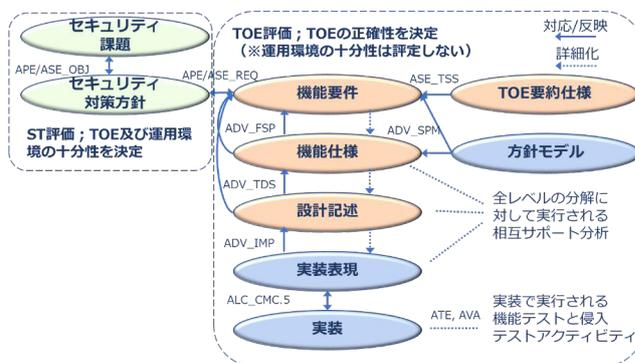 セキュリティ
課題
APE/ASE_OBJ
セキュリティ
対策方針
ST評価；TOE及び運用環
境の十分性を決定
TOE評価；TOEの正確性を決定
（※運用環境の十分性は評定しない）
対応/反映
詳細化
APE/ASE_REQ
機能要件
ASE_TSS
TOE要約仕様
ADV_FSP
ADV_SPM
機能仕様
方針モデル
ADV_TDS
設計記述
全レベルの分解に
対して実行される
相互サポート分析
ADV_IMP
実装表現
ALC_CMC.5
実装
ATE, AVA
実装で実行される
機能テストと侵入
テストアクティビティ